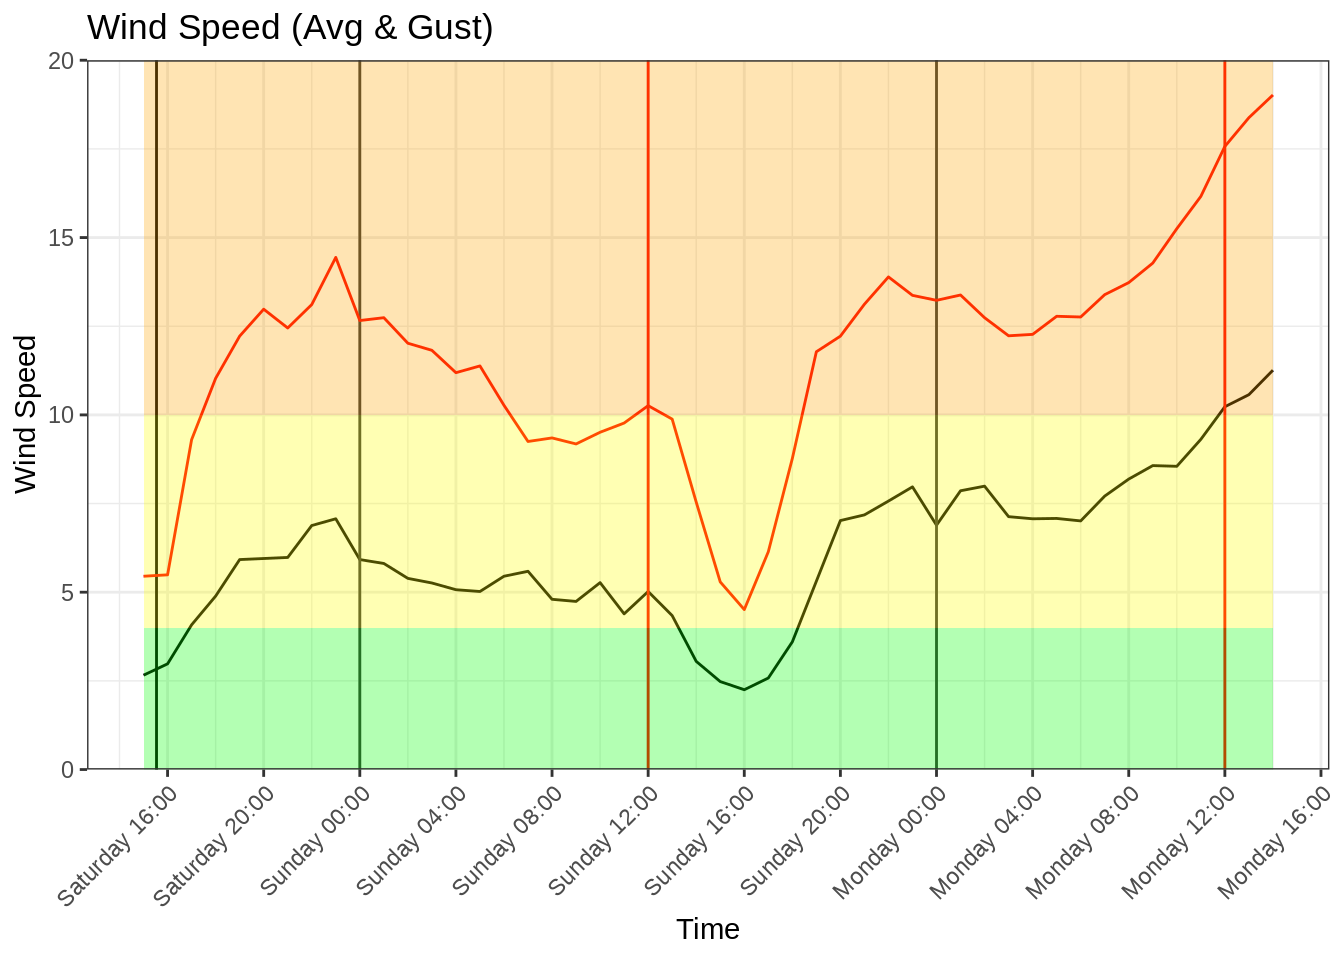 Wind Speed (Avg & Gust)
20
15
10
5
0
Wind Speed
Saturday 16:00
Saturday 20:00
Sunday 00:00
Sunday 04:00
Sunday 08:00
Sunday 12:00
Sunday 16:00
Sunday 20:00
Monday 00:00
Monday 04:00
Monday 08:00
Monday 12:00
Monday 16:00
Time